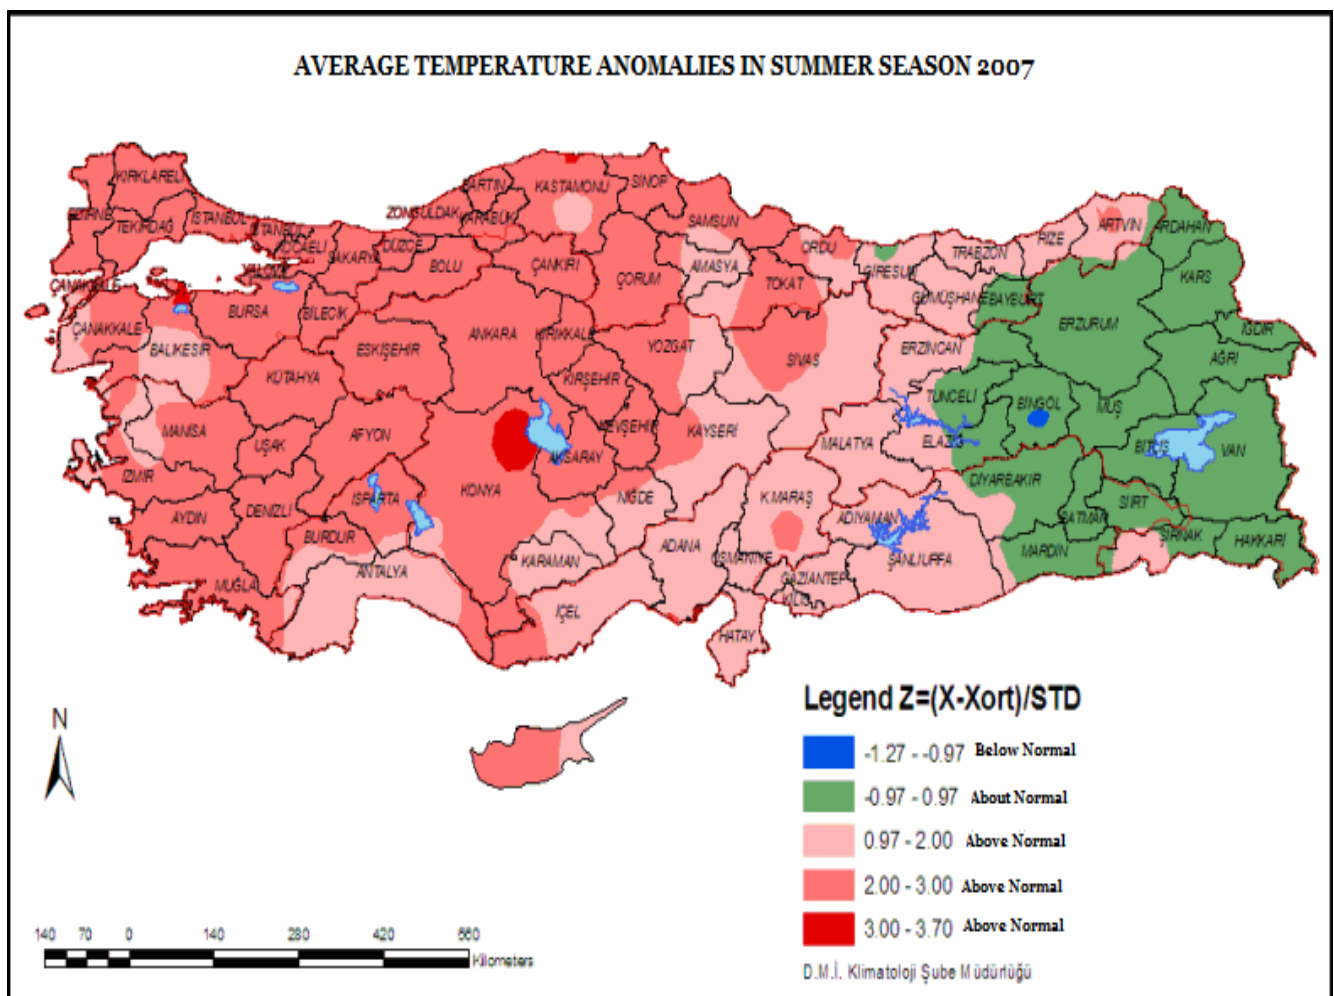 AVERAGE TEMPERATURE ANOMALIES IN SUMMER SEASON 2007
KIRKLARELİ
EDİRNE
TEKİRDAĞ
İSTANBUL
İSTANBUL
KOCAELİ
YALOVA
SAKARYA
DÜZCE
ZONGULDAK
BARTIN
KARABÜK
KASTAMONU
SİNOP
SAMSUN
ORDU
GİRESUN
TRABZON
RİZE
ARTVİN
ARDAHAN
KARS
IĞDIR
AĞRI
ÇANAKKALE
ÇANAKKALE
BALIKESİR
BURSA
BİLECİK
BOLU
ÇANKIRI
ÇORUM
AMASYA
TOKAT
GÜMÜŞHANE
BAYBURT
ERZURUM
ESKİŞEHİR
ANKARA
KIRIKKALE
YOZGAT
SİVAS
ERZİNCAN
TUNCELİ
BİNGÖL
MUŞ
KÜTAHYA
KIRŞEHİR
NEVŞEHİR
KAYSERİ
MALATYA
ELAZIĞ
BİTLİS
VAN
MANİSA
UŞAK
AFYON
AKSARAY
İZMİR
AYDIN
DENİZLİ
ISPARTA
KONYA
NİĞDE
K.MARAŞ
ADIYAMAN
DİYARBAKIR
BATMAN
SİİRT
ŞIRNAK
HAKKARİ
MARDİN
BURDUR
MUĞLA
ANTALYA
KARAMAN
İÇEL
ADANA
OSMANİYE
GAZİANTEP
KİLİS
ŞANLIURFA
HATAY
N
Legend Z=(X-Xort)/STD
-1.27 - -0.97 Below Normal
-0.97 - 0.97 About Normal
0.97 - 2.00 Above Normal
2.00 - 3.00 Above Normal
3.00 - 3.70 Above Normal
140 70 0 140 280 420 560
Kilometers
D.M.İ. Klimatoloji Şube Müdürlüğü